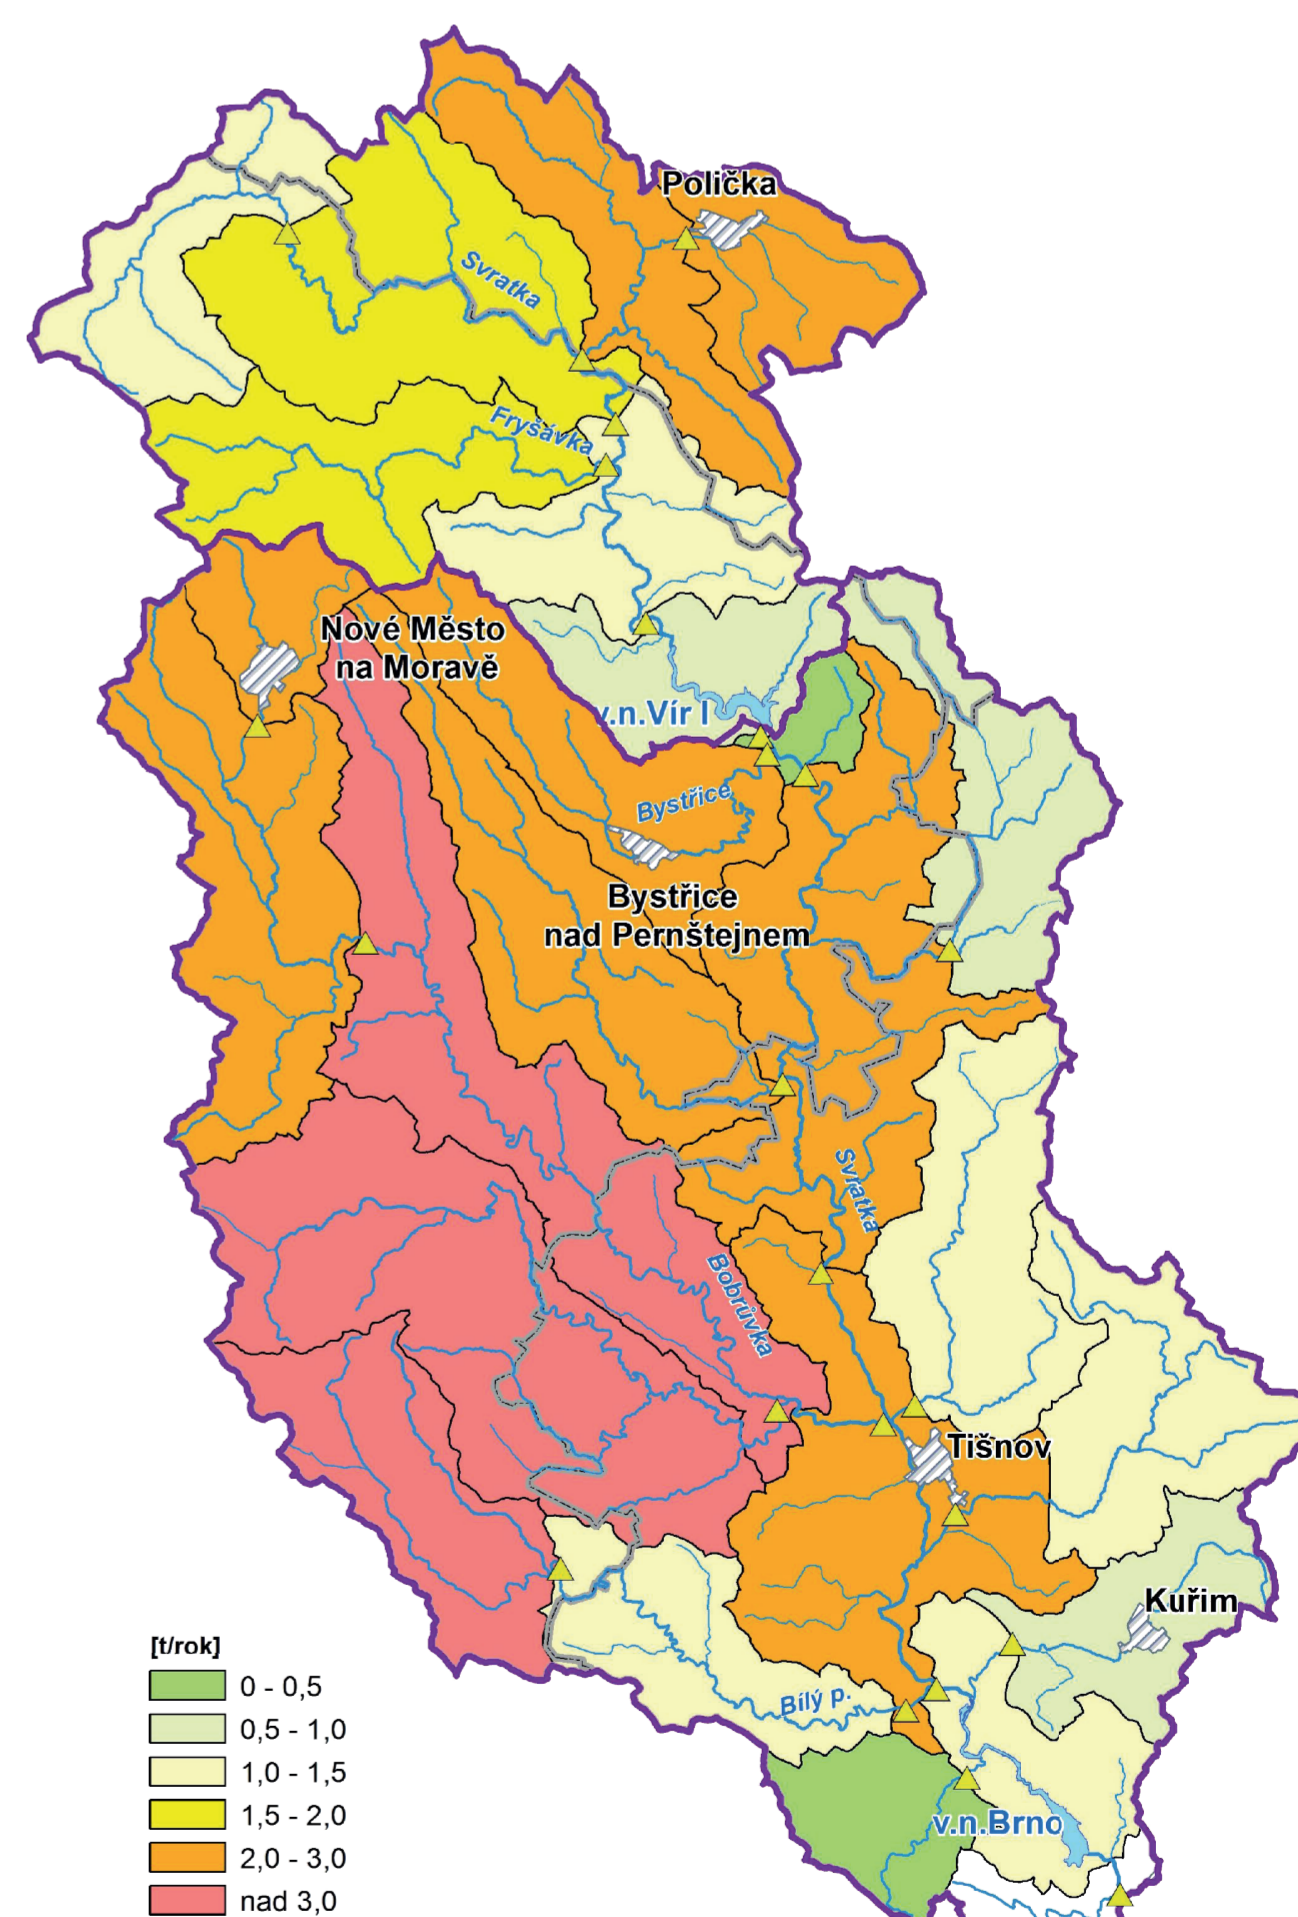 Polička
Svratka
Fryšávka
Nové Město
na Moravě
v.n.Vír I
Bystřice
Bystřice
nad Pernštejnem
Svratka
Bobrůvka
Tišnov
Kuřim
Bílý p.
v.n.Brno
[t/rok]
0 - 0,5
0,5 - 1,0
1,0 - 1,5
1,5 - 2,0
2,0 - 3,0
nad 3,0